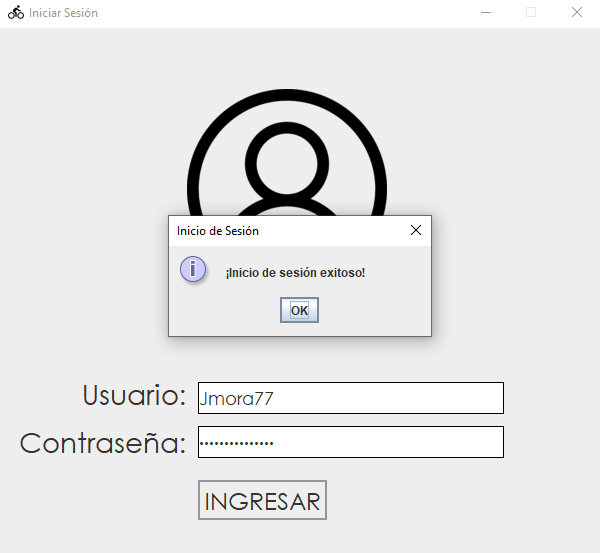 Iniciar Sesión
Inicio de Sesión
¡Inicio de sesión exitoso!
OK
Usuario: Jmora77
Contraseña: •••••••••••••••
INGRESAR